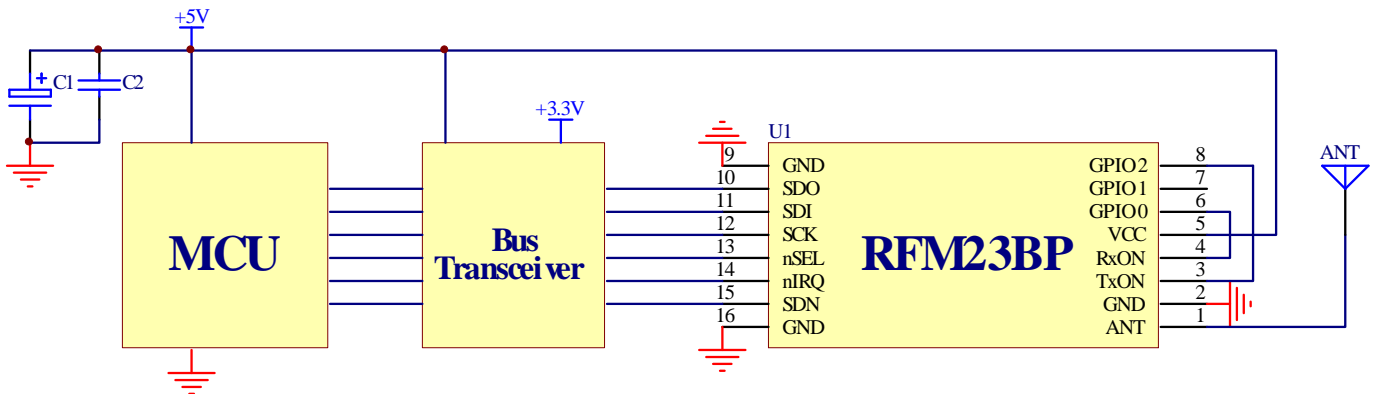 +5V
C1
C2
+3.3V
U1
ANT
MCU
Bus
Transceiver
RFM23BP
9 GND
10 SDO
11 SDI
12 SCK
13 nSEL
14 nIRQ
15 SDN
16 GND
GPIO2 8
GPIO1 7
GPIO0 6
VCC 5
RxON 4
TxON 3
GND 2
ANT 1